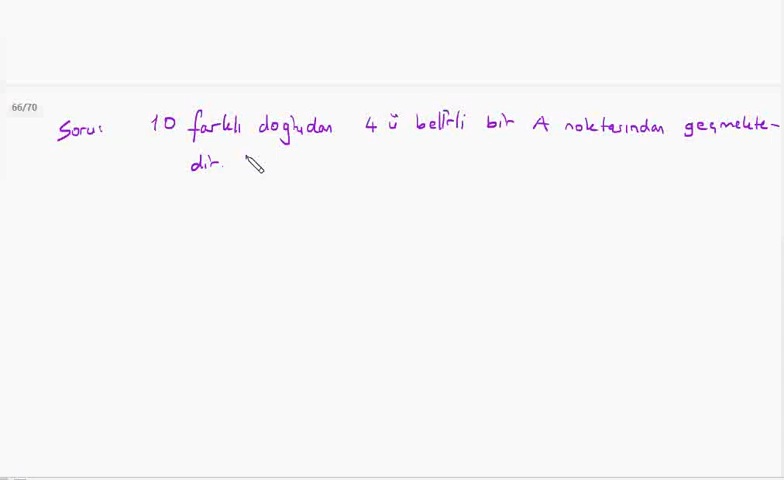 66/70
Soru: 10 farklı doğrudan 4 ü belirli bir A noktasından geçmekte-
dir.